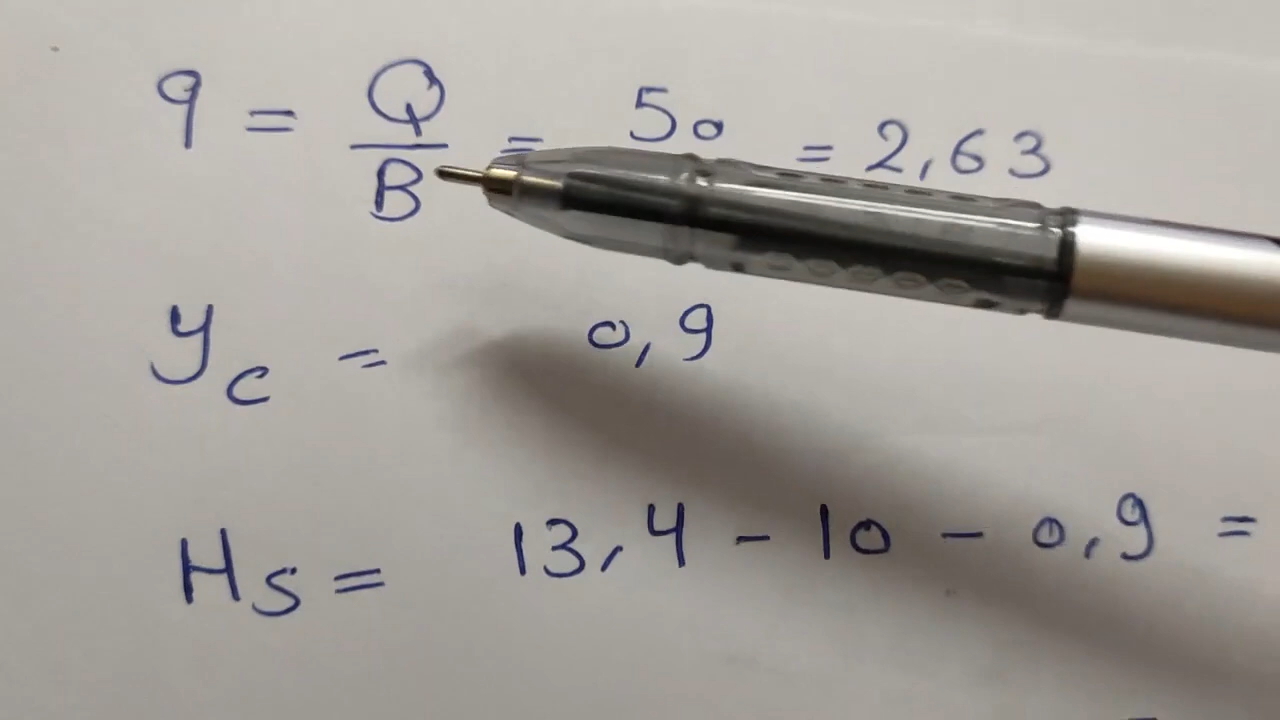 q = Q/B = 50 = 2,63
yc = 0,9
Hs = 13,4 - 10 - 0,9 =